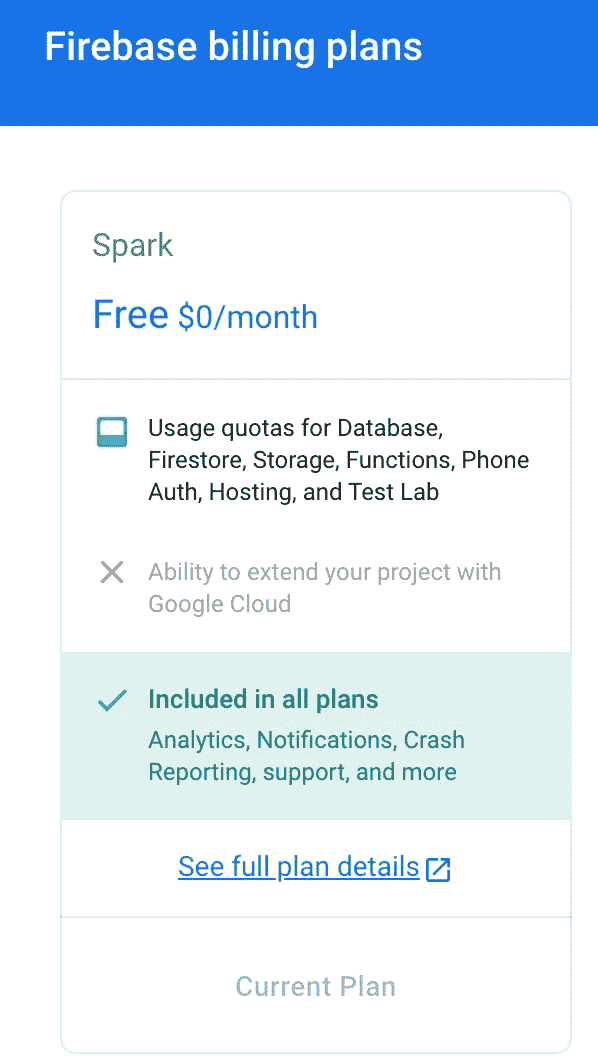 Firebase billing plans
Spark
Free $0/month
Usage quotas for Database,
Firestore, Storage, Functions, Phone
Auth, Hosting, and Test Lab
Ability to extend your project with
Google Cloud
Included in all plans
Analytics, Notifications, Crash
Reporting, support, and more
See full plan details
Current Plan